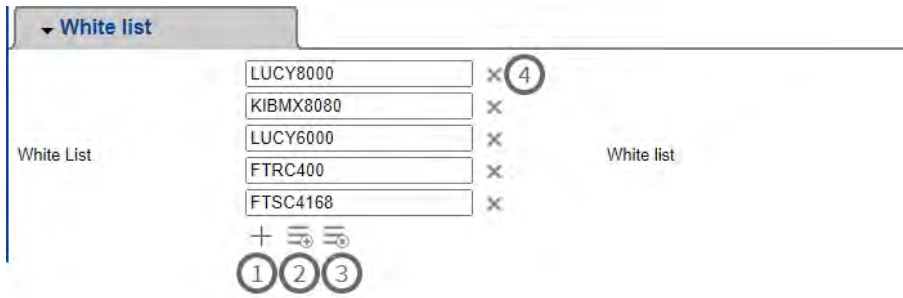 White list
LUCY8000
4
KIBMX8080
LUCY6000
White List
White list
FTRC400
FTSC4168
1 2 3